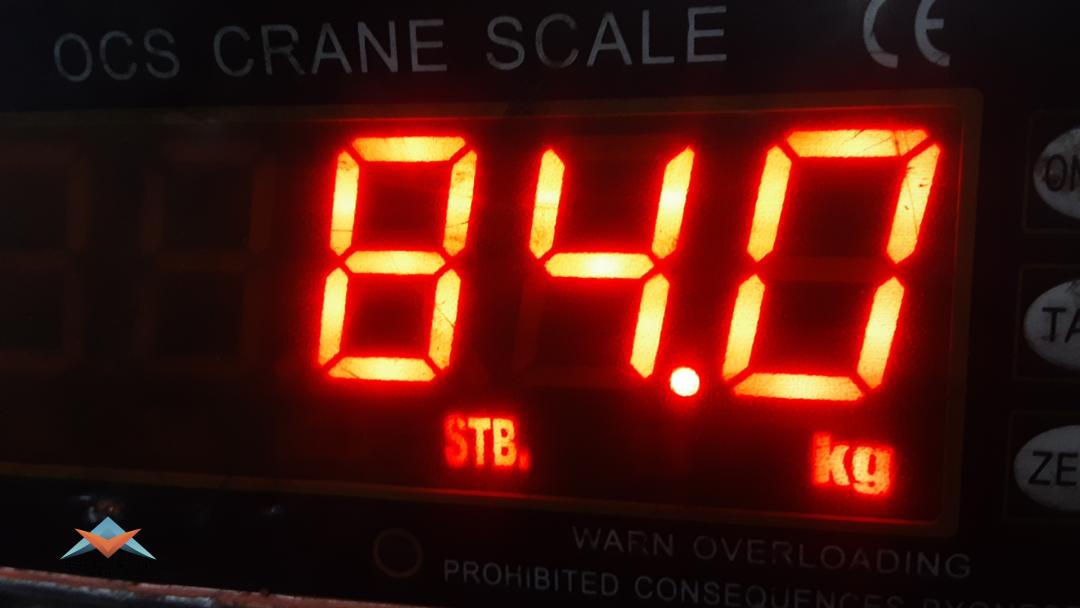 OCS CRANE SCALE CE
84.0
STB. kg
WARN OVERLOADING
PROHIBITED CONSEQUENCES